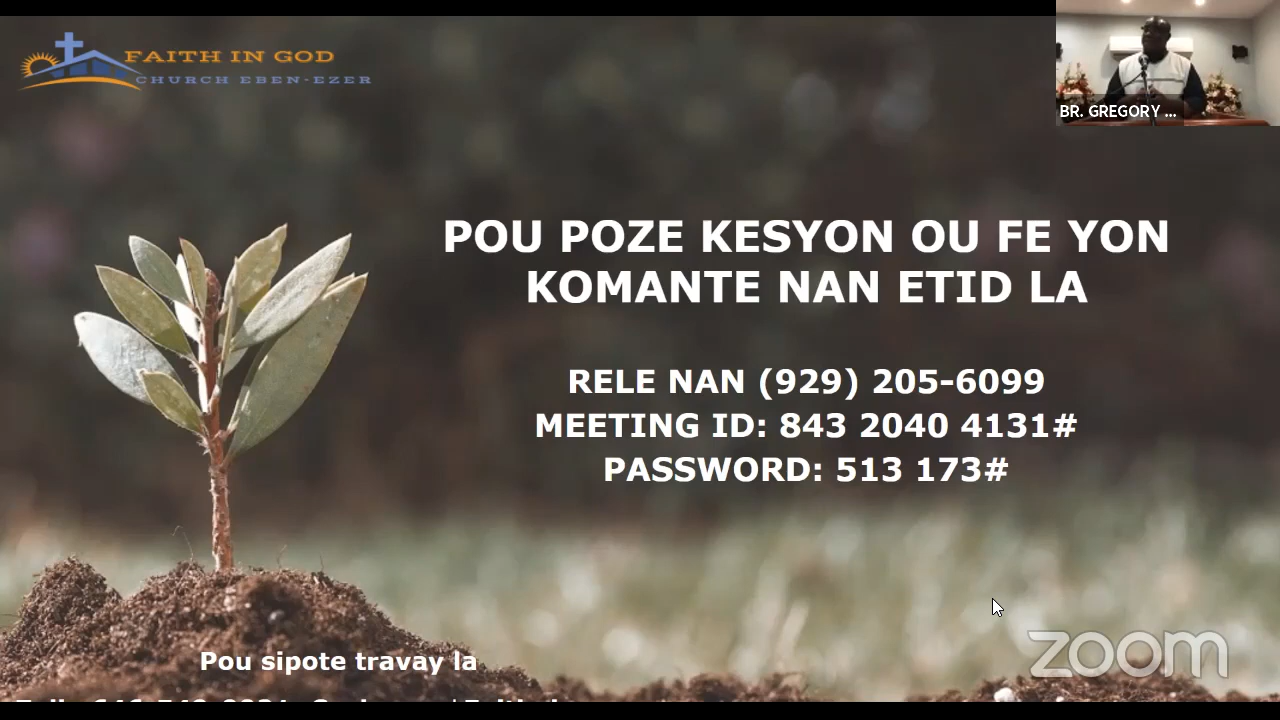 FAITH IN GOD
CHURCH EBEN-EZER
BR. GREGORY ...
POU POZE KESYON OU FE YON
KOMANTE NAN ETID LA
RELE NAN (929) 205-6099
MEETING ID: 843 2040 4131#
PASSWORD: 513 173#
zoom
Pou sipote travay la